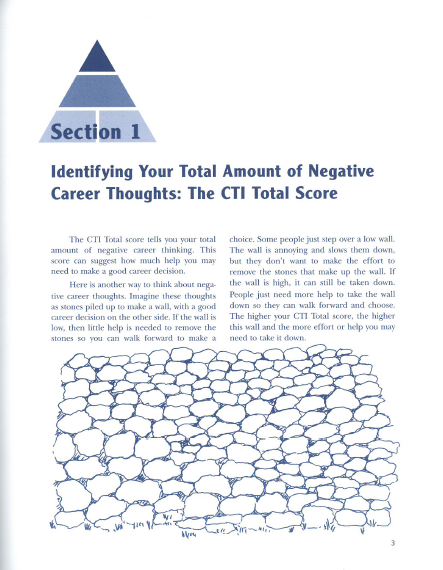 Section 1
Identifying Your Total Amount of Negative
Career Thoughts: The CTI Total Score
The CTI Total score tells you your total
amount of negative career thinking. This
score can suggest how much help you may
need to make a good career decision.
Here is another way to think about nega-
tive career thoughts. Imagine these thoughts
as stones piled up to make a wall, with a good
career decision on the other side. If the wall is
low, then little help is needed to remove the
stones so you can walk forward to make a
choice. Some people just step over a low wall.
The wall is annoying and slows them down,
but they don't want to make the effort to
remove the stones that make up the wall. If
the wall is high, it can still be taken down.
People just need more help to take the wall
down so they can walk forward and choose.
The higher your CTI Total score, the higher
this wall and the more effort or help you may
need to take it down.
3